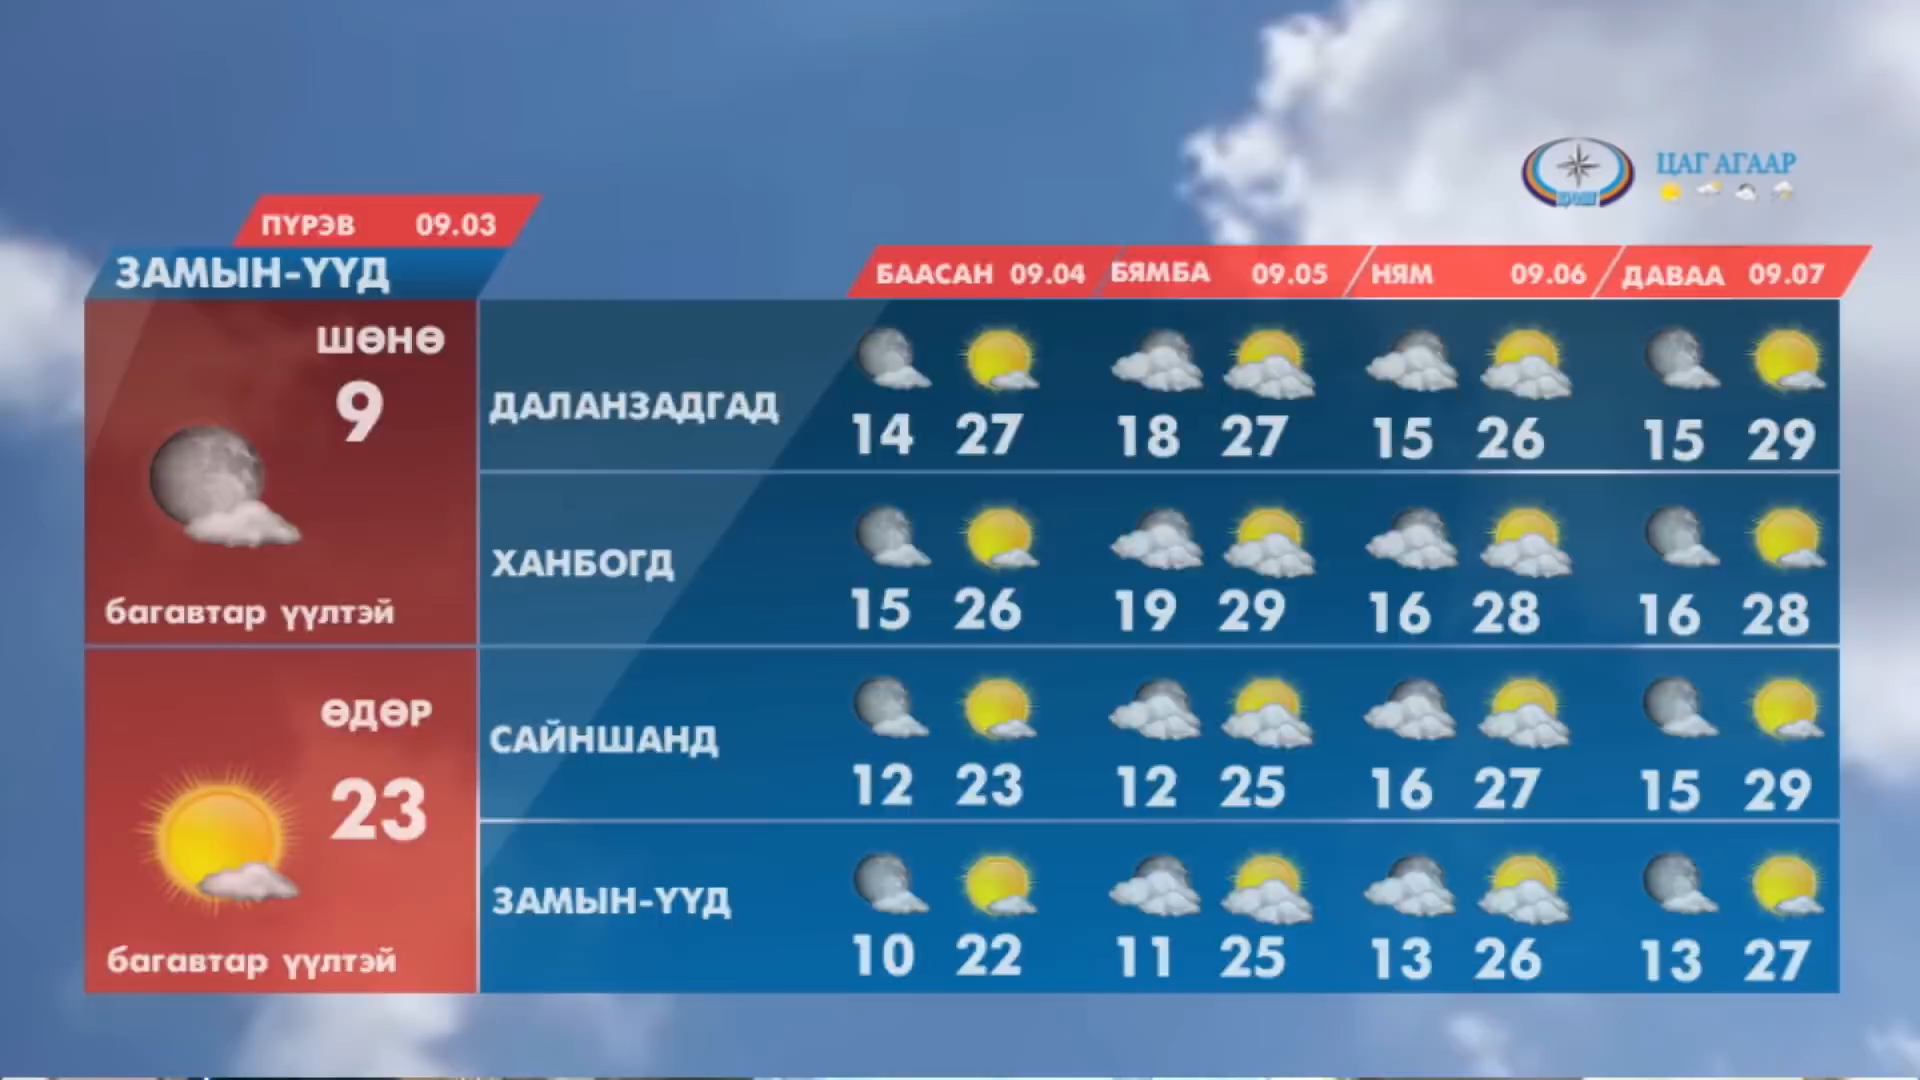 ЦАГ АГААР
ПҮРЭВ 09.03
ЗАМЫН-ҮҮД
ШӨНӨ
9
багавтар үүлтэй
ӨДӨР
23
багавтар үүлтэй
БААСАН 09.04 БЯМБА 09.05 НЯМ 09.06 ДАВАА 09.07
ДАЛАНЗАДГАД 14 27 18 27 15 26 15 29
ХАНБОГД 15 26 19 29 16 28 16 28
САЙНШАНД 12 23 12 25 16 27 15 29
ЗАМЫН-ҮҮД 10 22 11 25 13 26 13 27